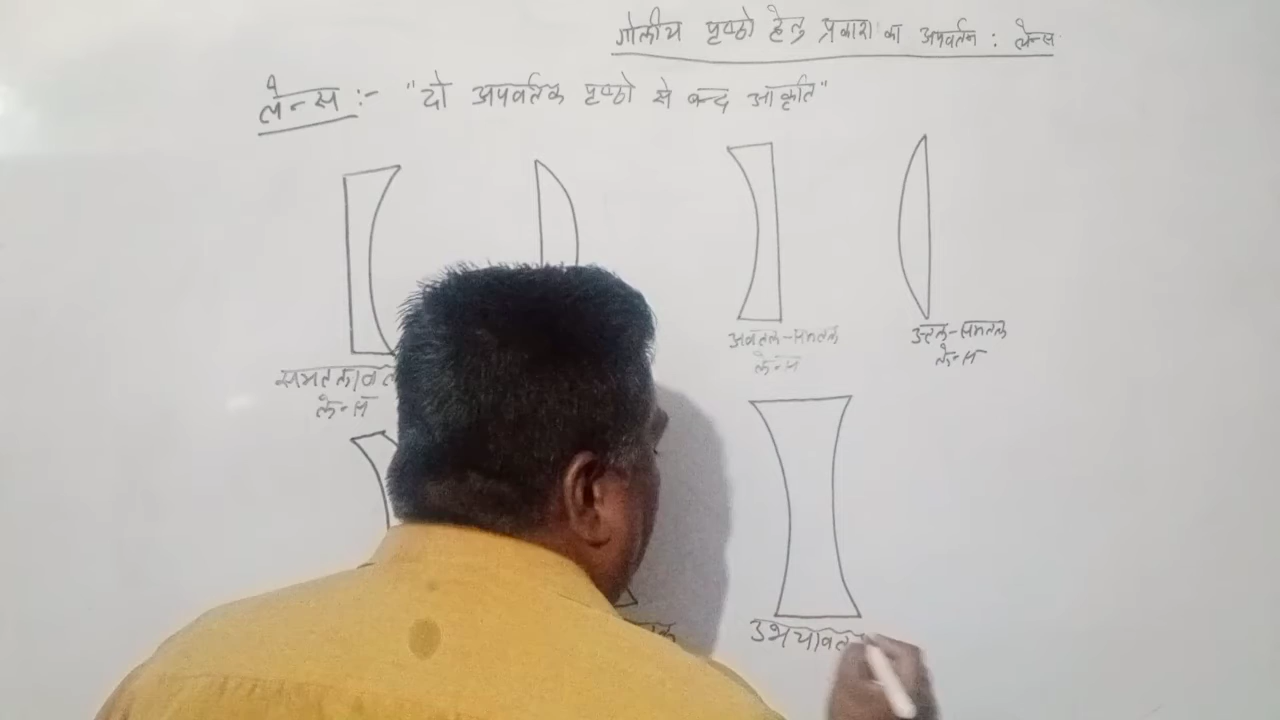 गोलीय पृष्ठो हेतु प्रकाश का अपवर्तन : लेन्स
लेन्स :- "दो अपवर्तक पृष्ठो से बन्द आकृति"
अवतल-समतल
लेन्स
उत्तल-समतल
लेन्स
समतलावतल
लेन्स
उभयावतल